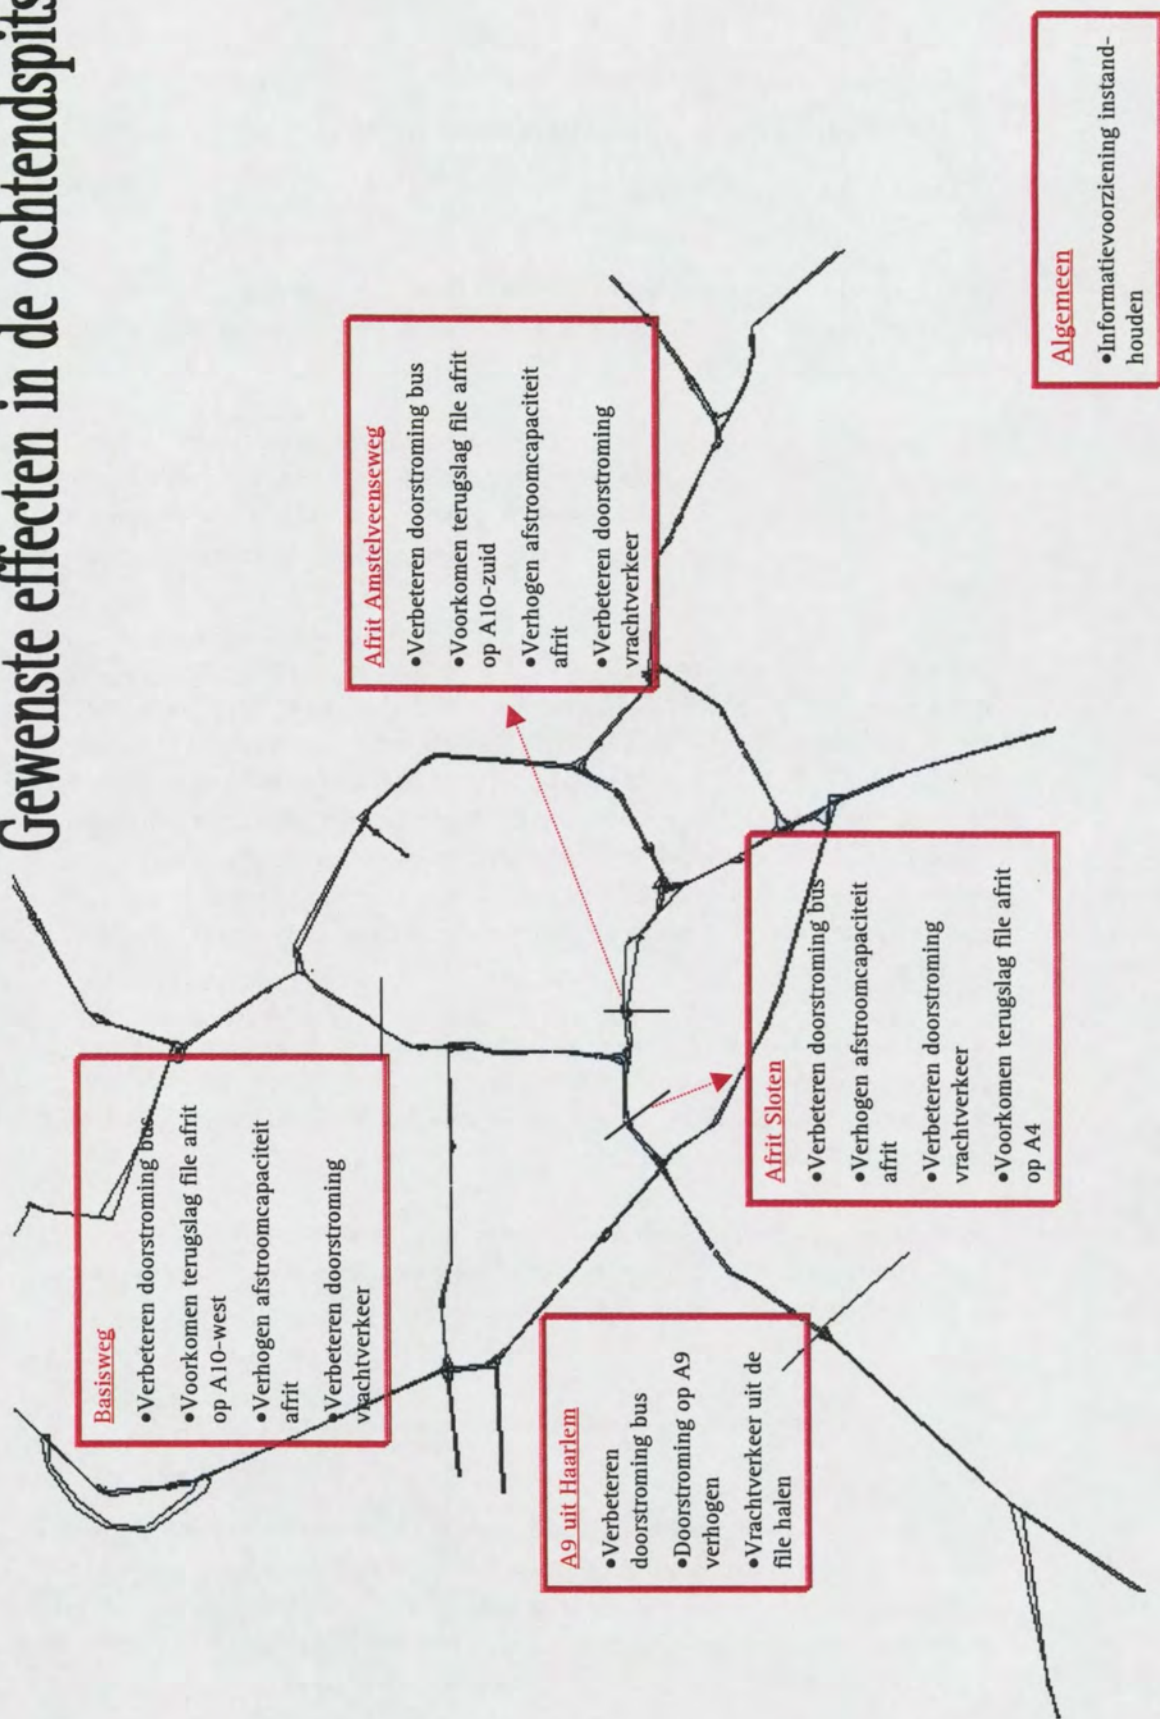 Gewenste effecten in de ochtendspits
Basisweg
•Verbeteren doorstroming bus
•Voorkomen terugslag file afrit
op A10-west
•Verhogen afstroomcapaciteit
afrit
•Verbeteren doorstroming
vrachtverkeer
Afrit Amstelveenseweg
•Verbeteren doorstroming bus
•Voorkomen terugslag file afrit
op A10-zuid
•Verhogen afstroomcapaciteit
afrit
•Verbeteren doorstroming
vrachtverkeer
A9 uit Haarlem
•Verbeteren
doorstroming bus
•Doorstroming op A9
verhogen
•Vrachtverkeer uit de
file halen
Afrit Sloten
•Verbeteren doorstroming bus
•Verhogen afstroomcapaciteit
afrit
•Verbeteren doorstroming
vrachtverkeer
•Voorkomen terugslag file afrit
op A4
Algemeen
•Informatievoorziening instand-
houden